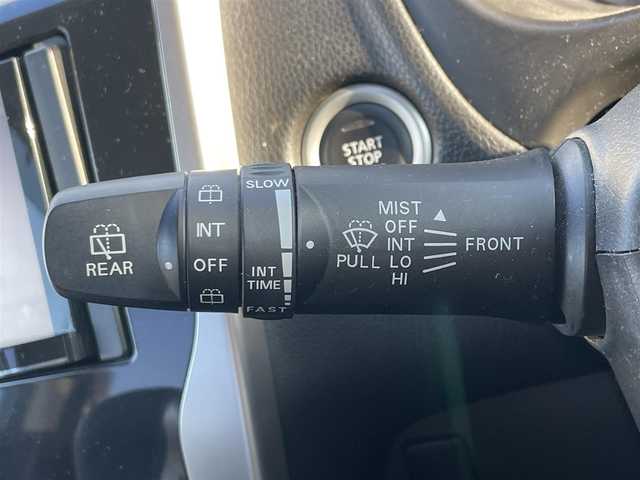 START
STOP
REAR
INT
OFF
SLOW
INT
TIME
FAST
PULL
MIST
OFF
INT
LO
HI
FRONT